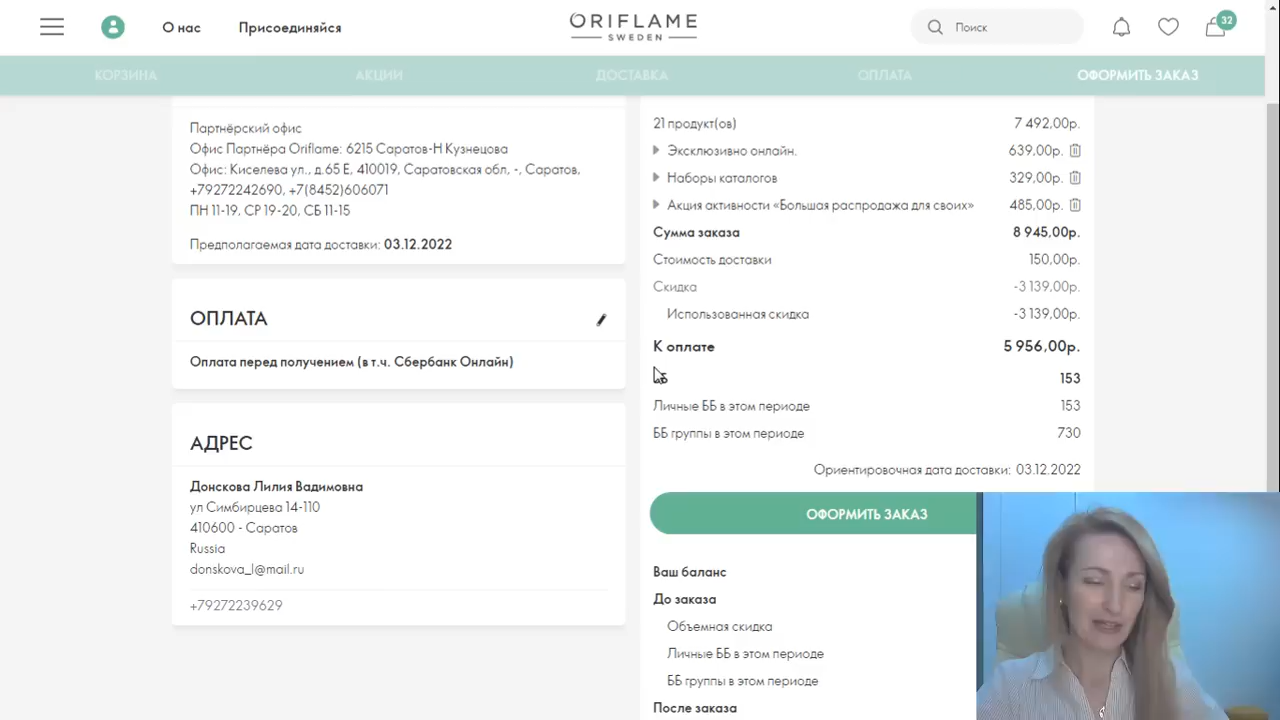 О нас
Присоединяйся
ORIFLAME
SWEDEN
Поиск
32
КОРЗИНА
АКЦИИ
ДОСТАВКА
ОПЛАТА
ОФОРМИТЬ ЗАКАЗ
Партнёрский офис
Офис Партнёра Oriflame: 6215 Саратов-Н Кузнецова
Офис: Киселева ул., д.65 Е, 410019, Саратовская обл, -, Саратов,
+79272242690, +7(8452)606071
ПН 11-19, СР 19-20, СБ 11-15
Предполагаемая дата доставки: 03.12.2022
ОПЛАТА
Оплата перед получением (в т.ч. Сбербанк Онлайн)
АДРЕС
Донскова Лилия Вадимовна
ул Симбирцева 14-110
410600 - Саратов
Russia
donskova_l@mail.ru
+79272239629
21 продукт(ов) 7 492,00р.
Эксклюзивно онлайн. 639,00р.
Наборы каталогов 329,00р.
Акция активности «Большая распродажа для своих» 485,00р.
Сумма заказа 8 945,00р.
Стоимость доставки 150,00р.
Скидка -3 139,00р.
Использованная скидка -3 139,00р.
К оплате 5 956,00р.
153
Личные ББ в этом периоде 153
ББ группы в этом периоде 730
Ориентировочная дата доставки: 03.12.2022
ОФОРМИТЬ ЗАКАЗ
Ваш баланс
До заказа
Объемная скидка
Личные ББ в этом периоде
ББ группы в этом периоде
После заказа